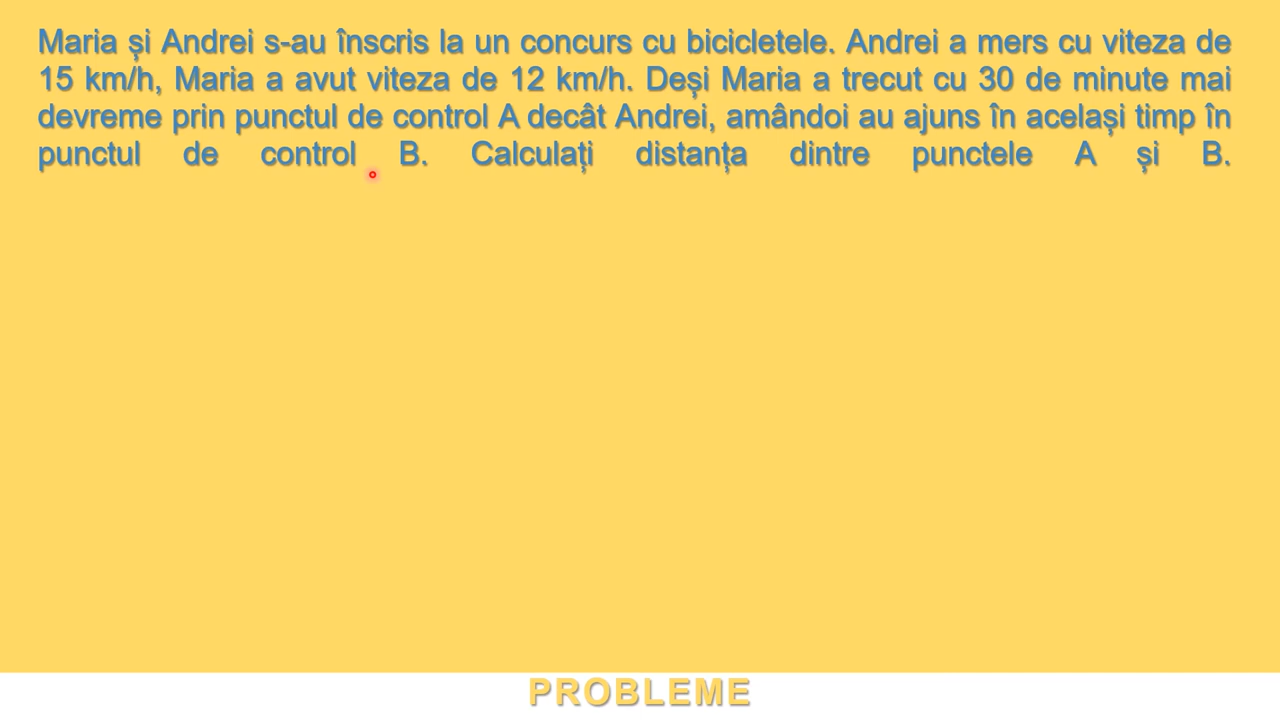 Maria și Andrei s-au înscris la un concurs cu bicicletele. Andrei a mers cu viteza de
15 km/h, Maria a avut viteza de 12 km/h. Deși Maria a trecut cu 30 de minute mai
devreme prin punctul de control A decât Andrei, amândoi au ajuns în același timp în
punctul de control B. Calculați distanța dintre punctele A și B.
PROBLEME